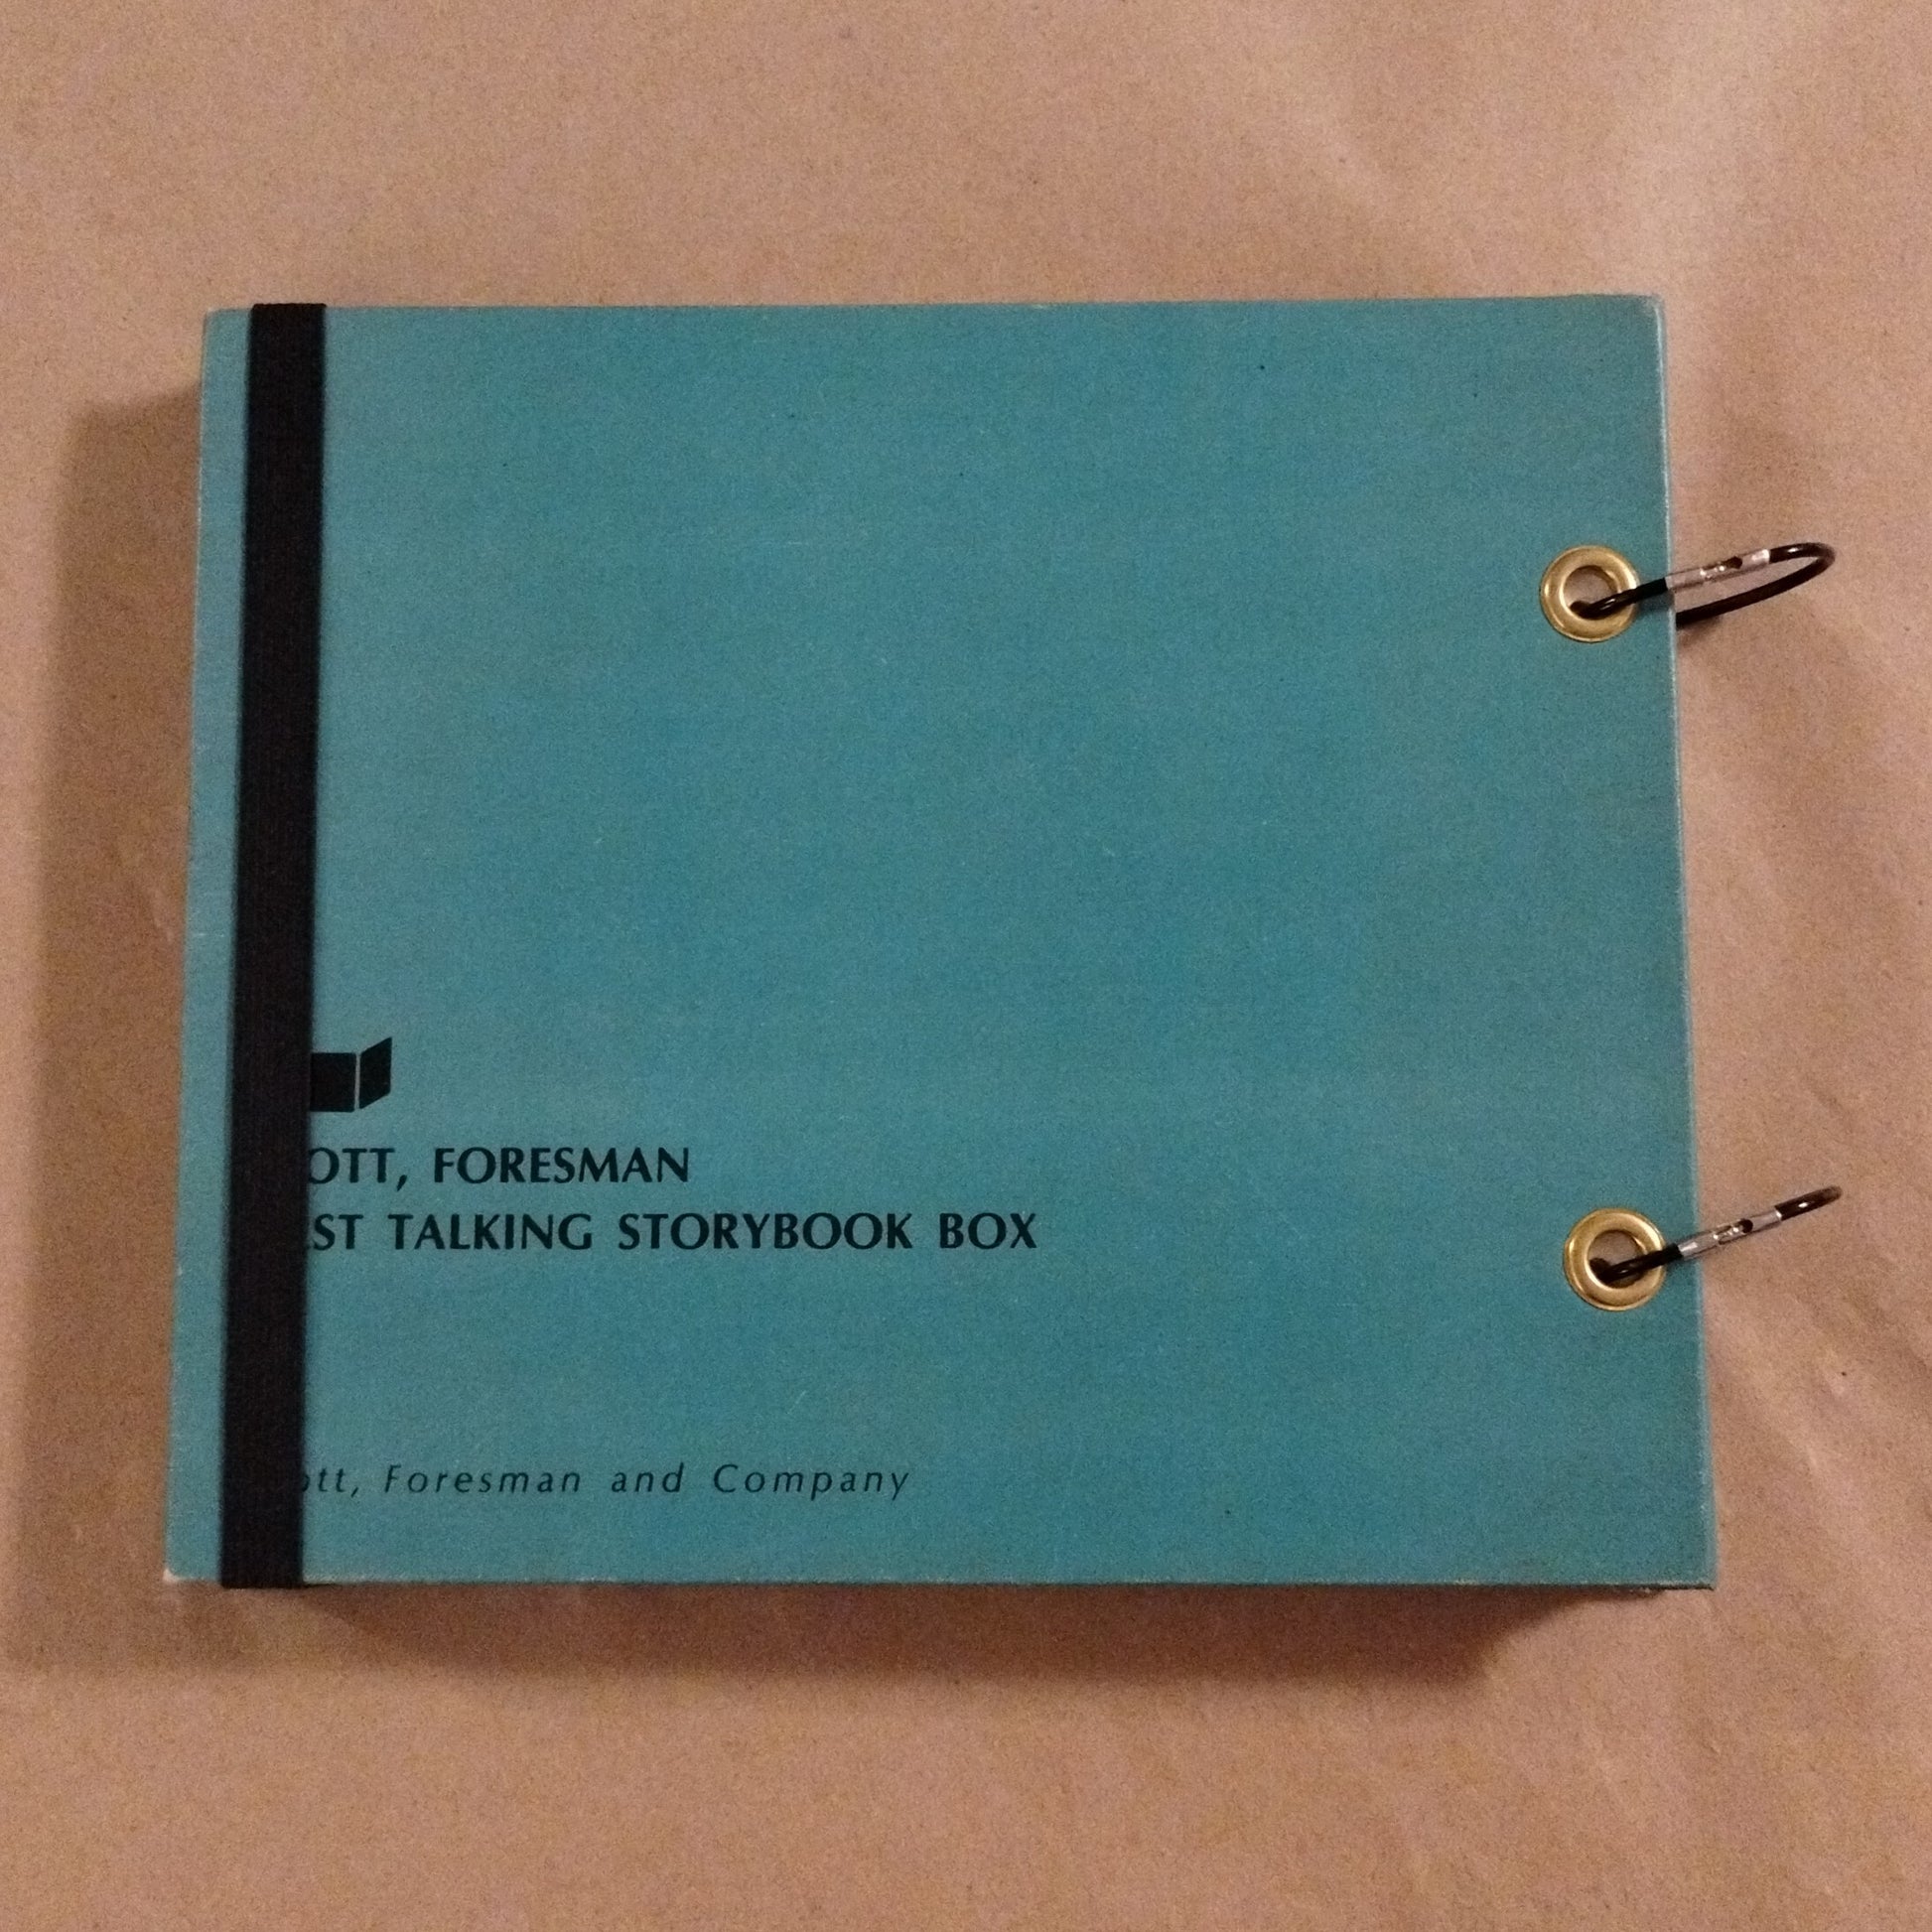 OTT, FORESMAN
ST TALKING STORYBOOK BOX
ott, Foresman and Company